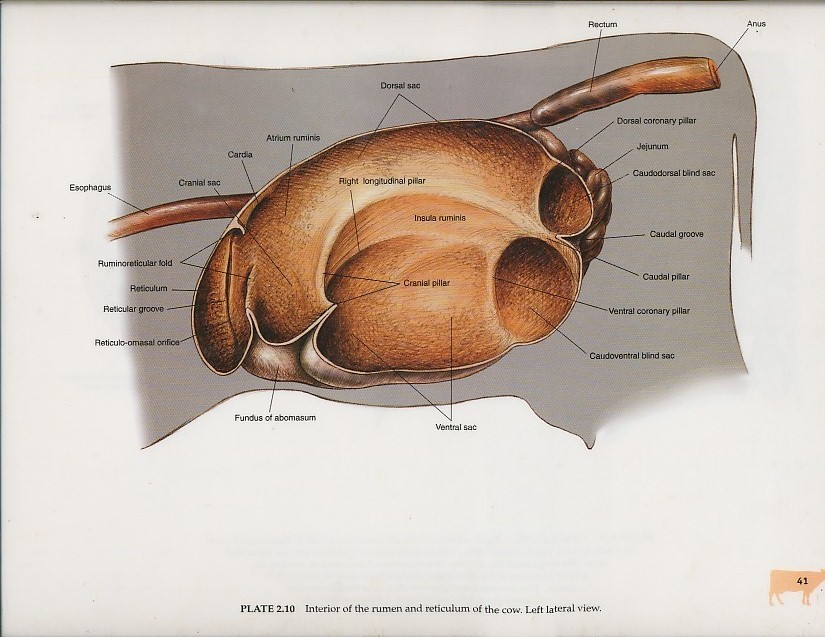 Rectum
Anus
Dorsal sac
Dorsal coronary pillar
Atrium ruminis
Jejunum
Cardia
Caudodorsal blind sac
Cranial sac
Right longitudinal pillar
Esophagus
Insula ruminis
Caudal groove
Ruminoreticular fold
Caudal pillar
Cranial pillar
Reticulum
Reticular groove
Ventral coronary pillar
Reticulo-omasal orifice
Caudoventral blind sac
Fundus of abomasum
Ventral sac
41
PLATE 2.10 Interior of the rumen and reticulum of the cow. Left lateral view.